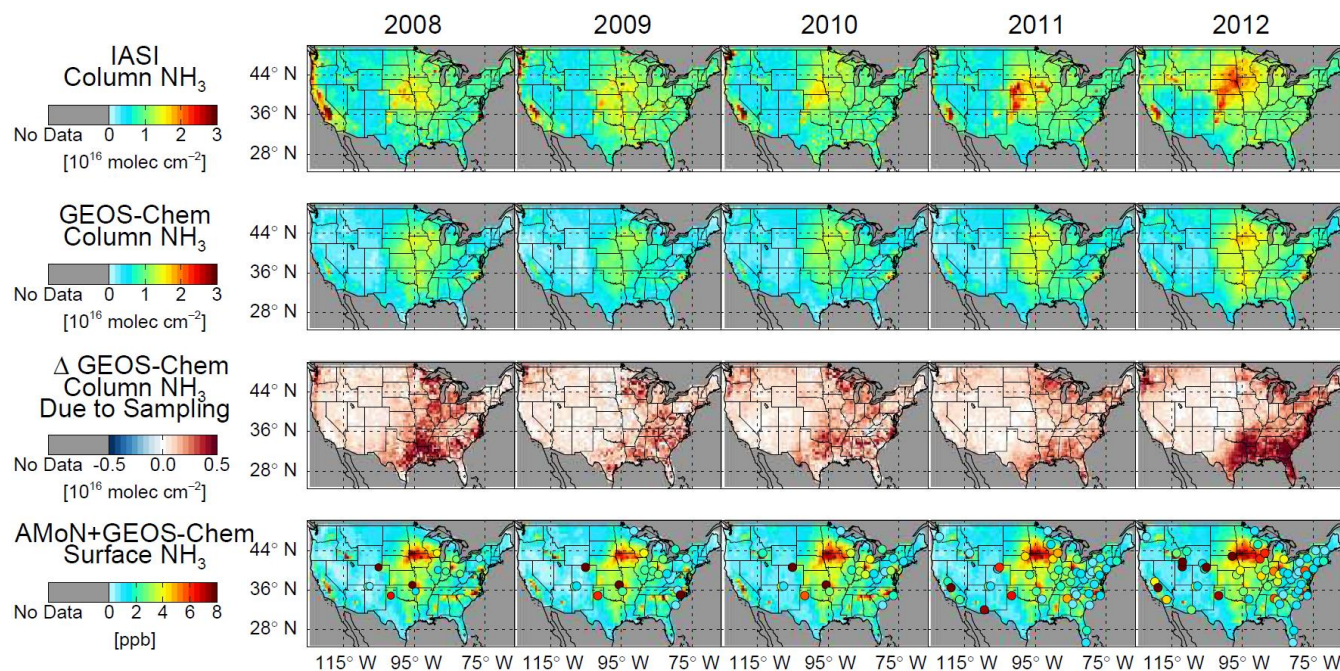 2008 2009 2010 2011 2012
IASI
Column NH3
No Data 0 1 2 3
[10^16 molec cm^-2]
44° N
36° N
28° N
GEOS-Chem
Column NH3
No Data 0 1 2 3
[10^16 molec cm^-2]
44° N
36° N
28° N
Δ GEOS-Chem
Column NH3
Due to Sampling
No Data -0.5 0.0 0.5
[10^16 molec cm^-2]
44° N
36° N
28° N
AMoN+GEOS-Chem
Surface NH3
No Data 0 2 4 6 8
[ppb]
44° N
36° N
28° N
115° W 95° W 75° W 115° W 95° W 75° W 115° W 95° W 75° W 115° W 95° W 75° W 115° W 95° W 75° W